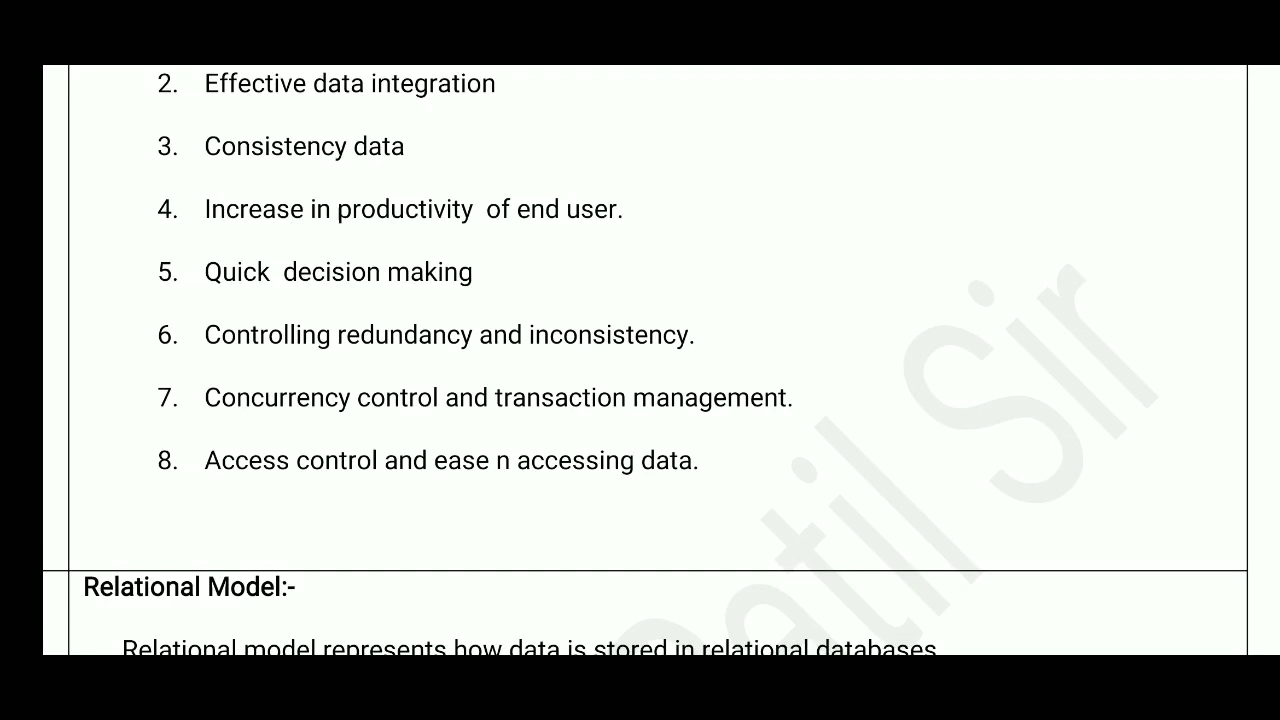 2. Effective data integration
3. Consistency data
4. Increase in productivity of end user.
5. Quick decision making
6. Controlling redundancy and inconsistency.
7. Concurrency control and transaction management.
8. Access control and ease n accessing data.
Relational Model:-
Relational model represents how data is stored in relational databases
Patil Sir